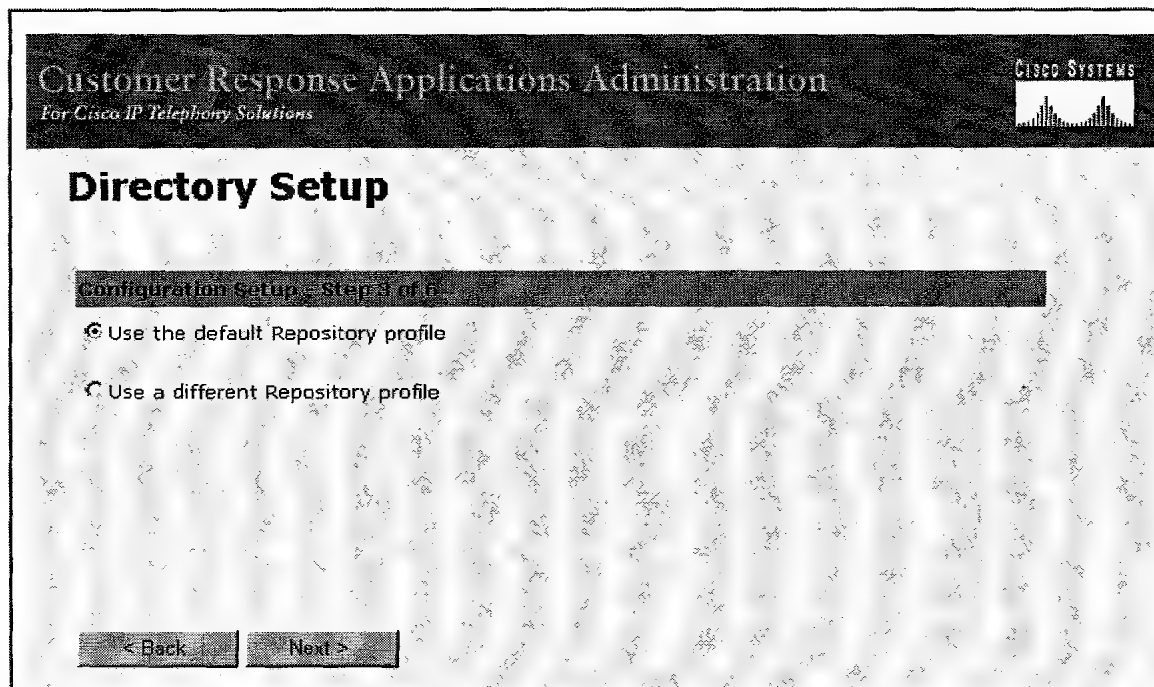 Customer Response Applications Administration
For Cisco IP Telephony Solutions
CISCO SYSTEMS
Directory Setup
Configuration Setup - Step 3 of 6
Use the default Repository profile
Use a different Repository profile
< Back
Next >